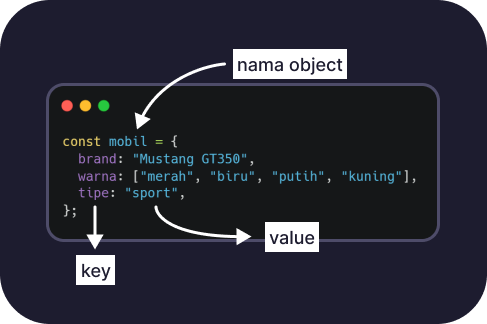 nama object
const mobil = {
  brand: "Mustang GT350",
  warna: ["merah", "biru", "putih", "kuning"],
  tipe: "sport",
};
value
key